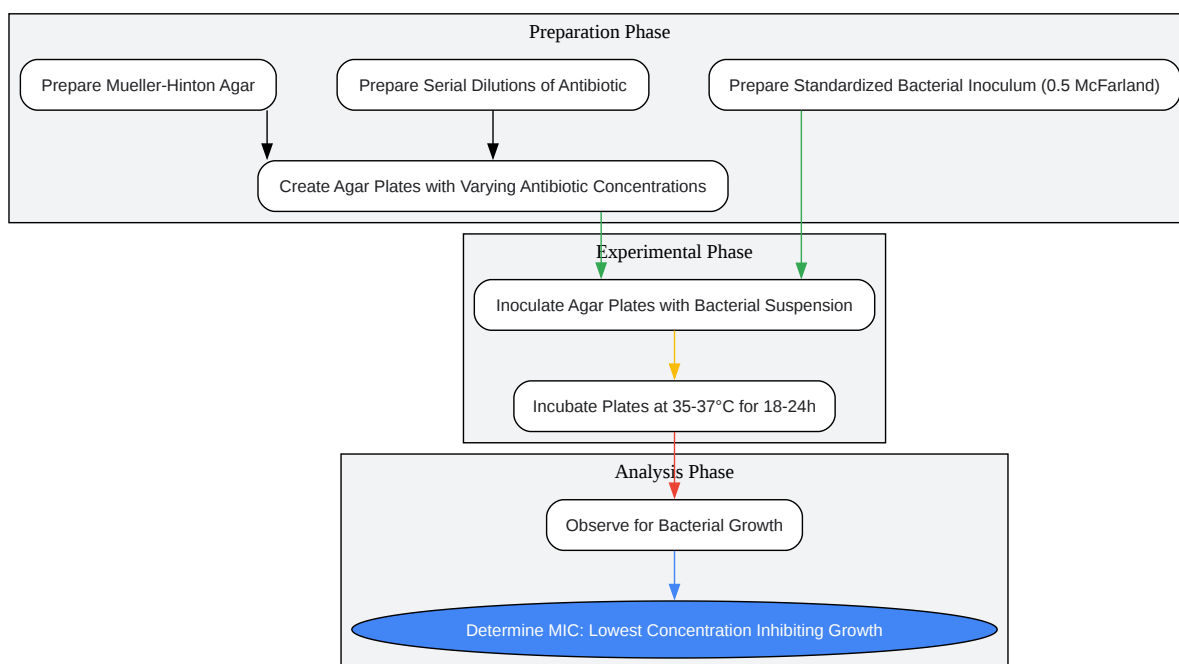 Preparation Phase
Prepare Mueller-Hinton Agar
Prepare Serial Dilutions of Antibiotic
Prepare Standardized Bacterial Inoculum (0.5 McFarland)
Create Agar Plates with Varying Antibiotic Concentrations
Experimental Phase
Inoculate Agar Plates with Bacterial Suspension
Incubate Plates at 35-37°C for 18-24h
Analysis Phase
Observe for Bacterial Growth
Determine MIC: Lowest Concentration Inhibiting Growth